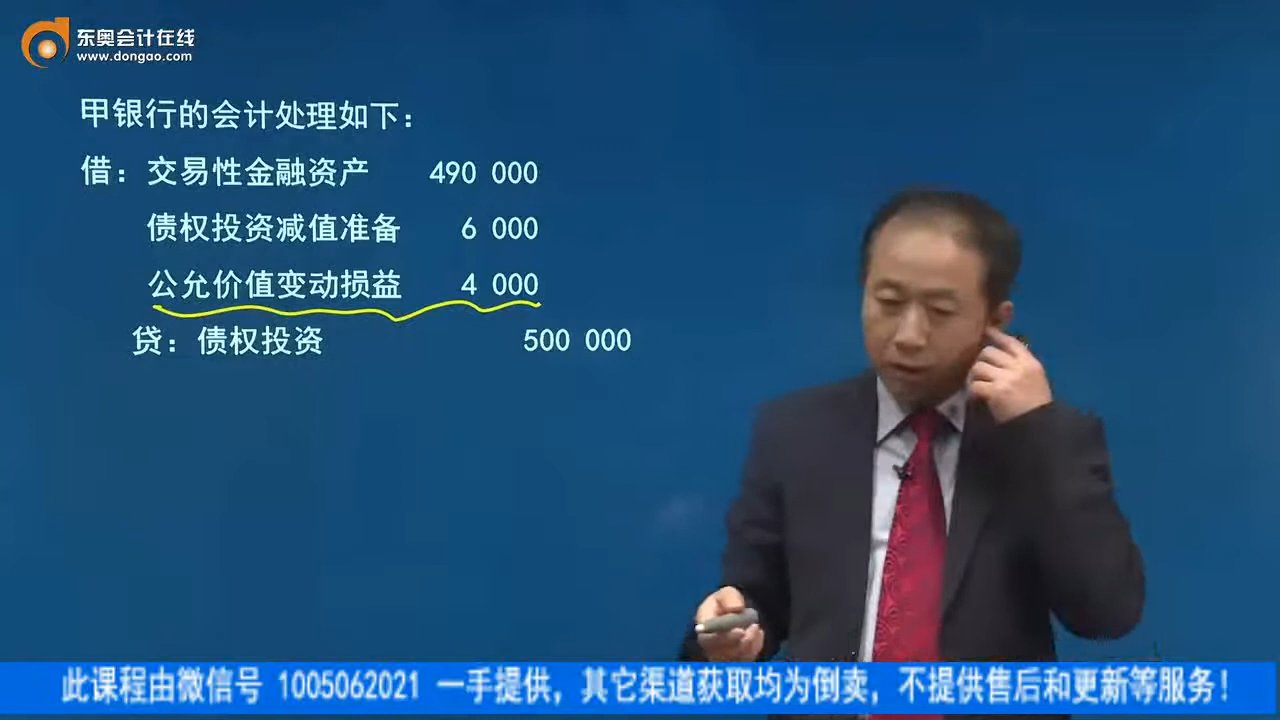 东奥会计在线
www.dongao.com
甲银行的会计处理如下：
借：交易性金融资产 490 000
债权投资减值准备 6 000
公允价值变动损益 4 000
贷：债权投资 500 000
此课程由微信号 1005062021 一手提供，其它渠道获取均为倒卖，不提供售后和更新等服务！